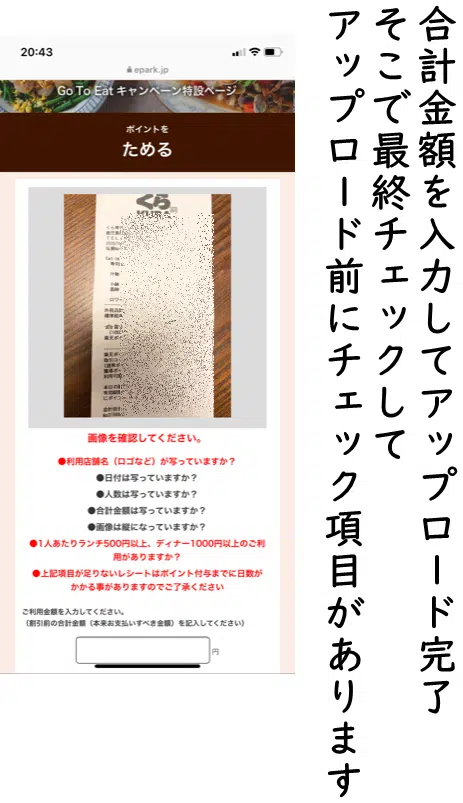 合計金額を入力してアップロード完了
そこで最終チェックして
アップロード前にチェック項目があります
20:43
epark.jp
Go To Eat キャンペーン特設ページ
ポイントを
ためる
くら
画像を確認してください。
●利用店舗名（ロゴなど）が写っていますか？
●日付は写っていますか？
●人数は写っていますか？
●合計金額は写っていますか？
●画像は縦になっていますか？
●1人あたりランチ500円以上、ディナー1000円以上のご利
用がありますか？
●上記項目が足りないレシートはポイント付与までに日数が
かかる事がありますのでご了承ください
ご利用金額を入力してください。
（割引前の合計金額（本来お支払いすべき金額）を記入してください）
円